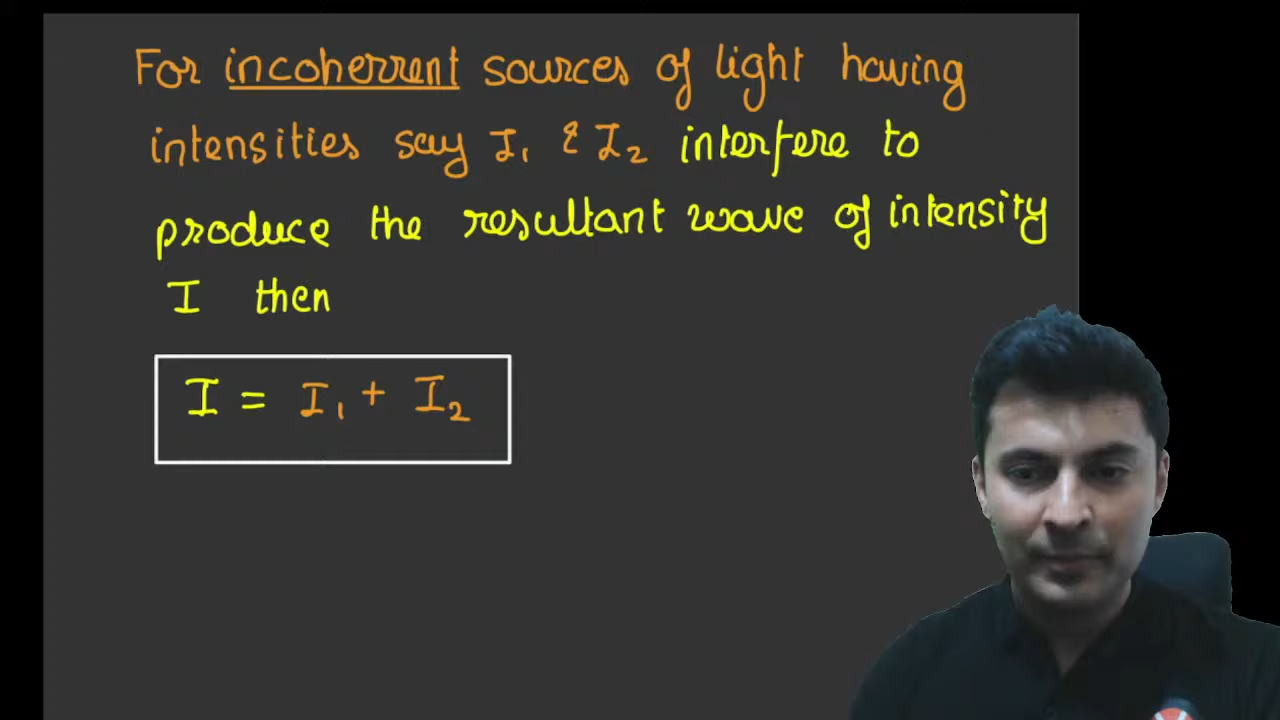 For incoherrent sources of light having
intensities say I₁ & I₂ interfere to
produce the resultant wave of intensity
I then
I = I₁ + I₂